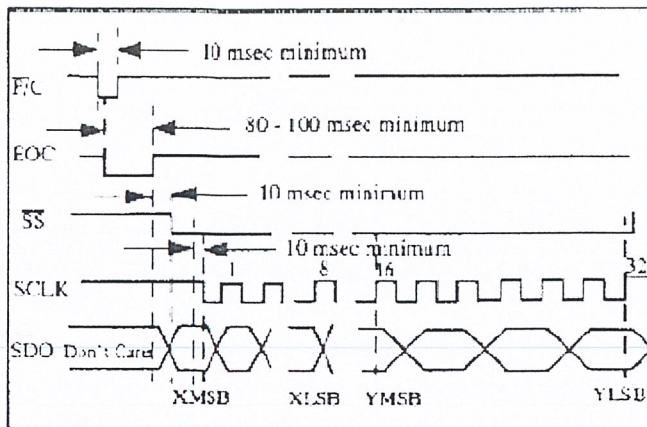 10 msec minimum
P/C
80 - 100 msec minimum
EOC
10 msec minimum
SS
10 msec minimum
1 8 16 32
SCLK
SDO Don't Care
XMSB XLSB YMSB YLSB